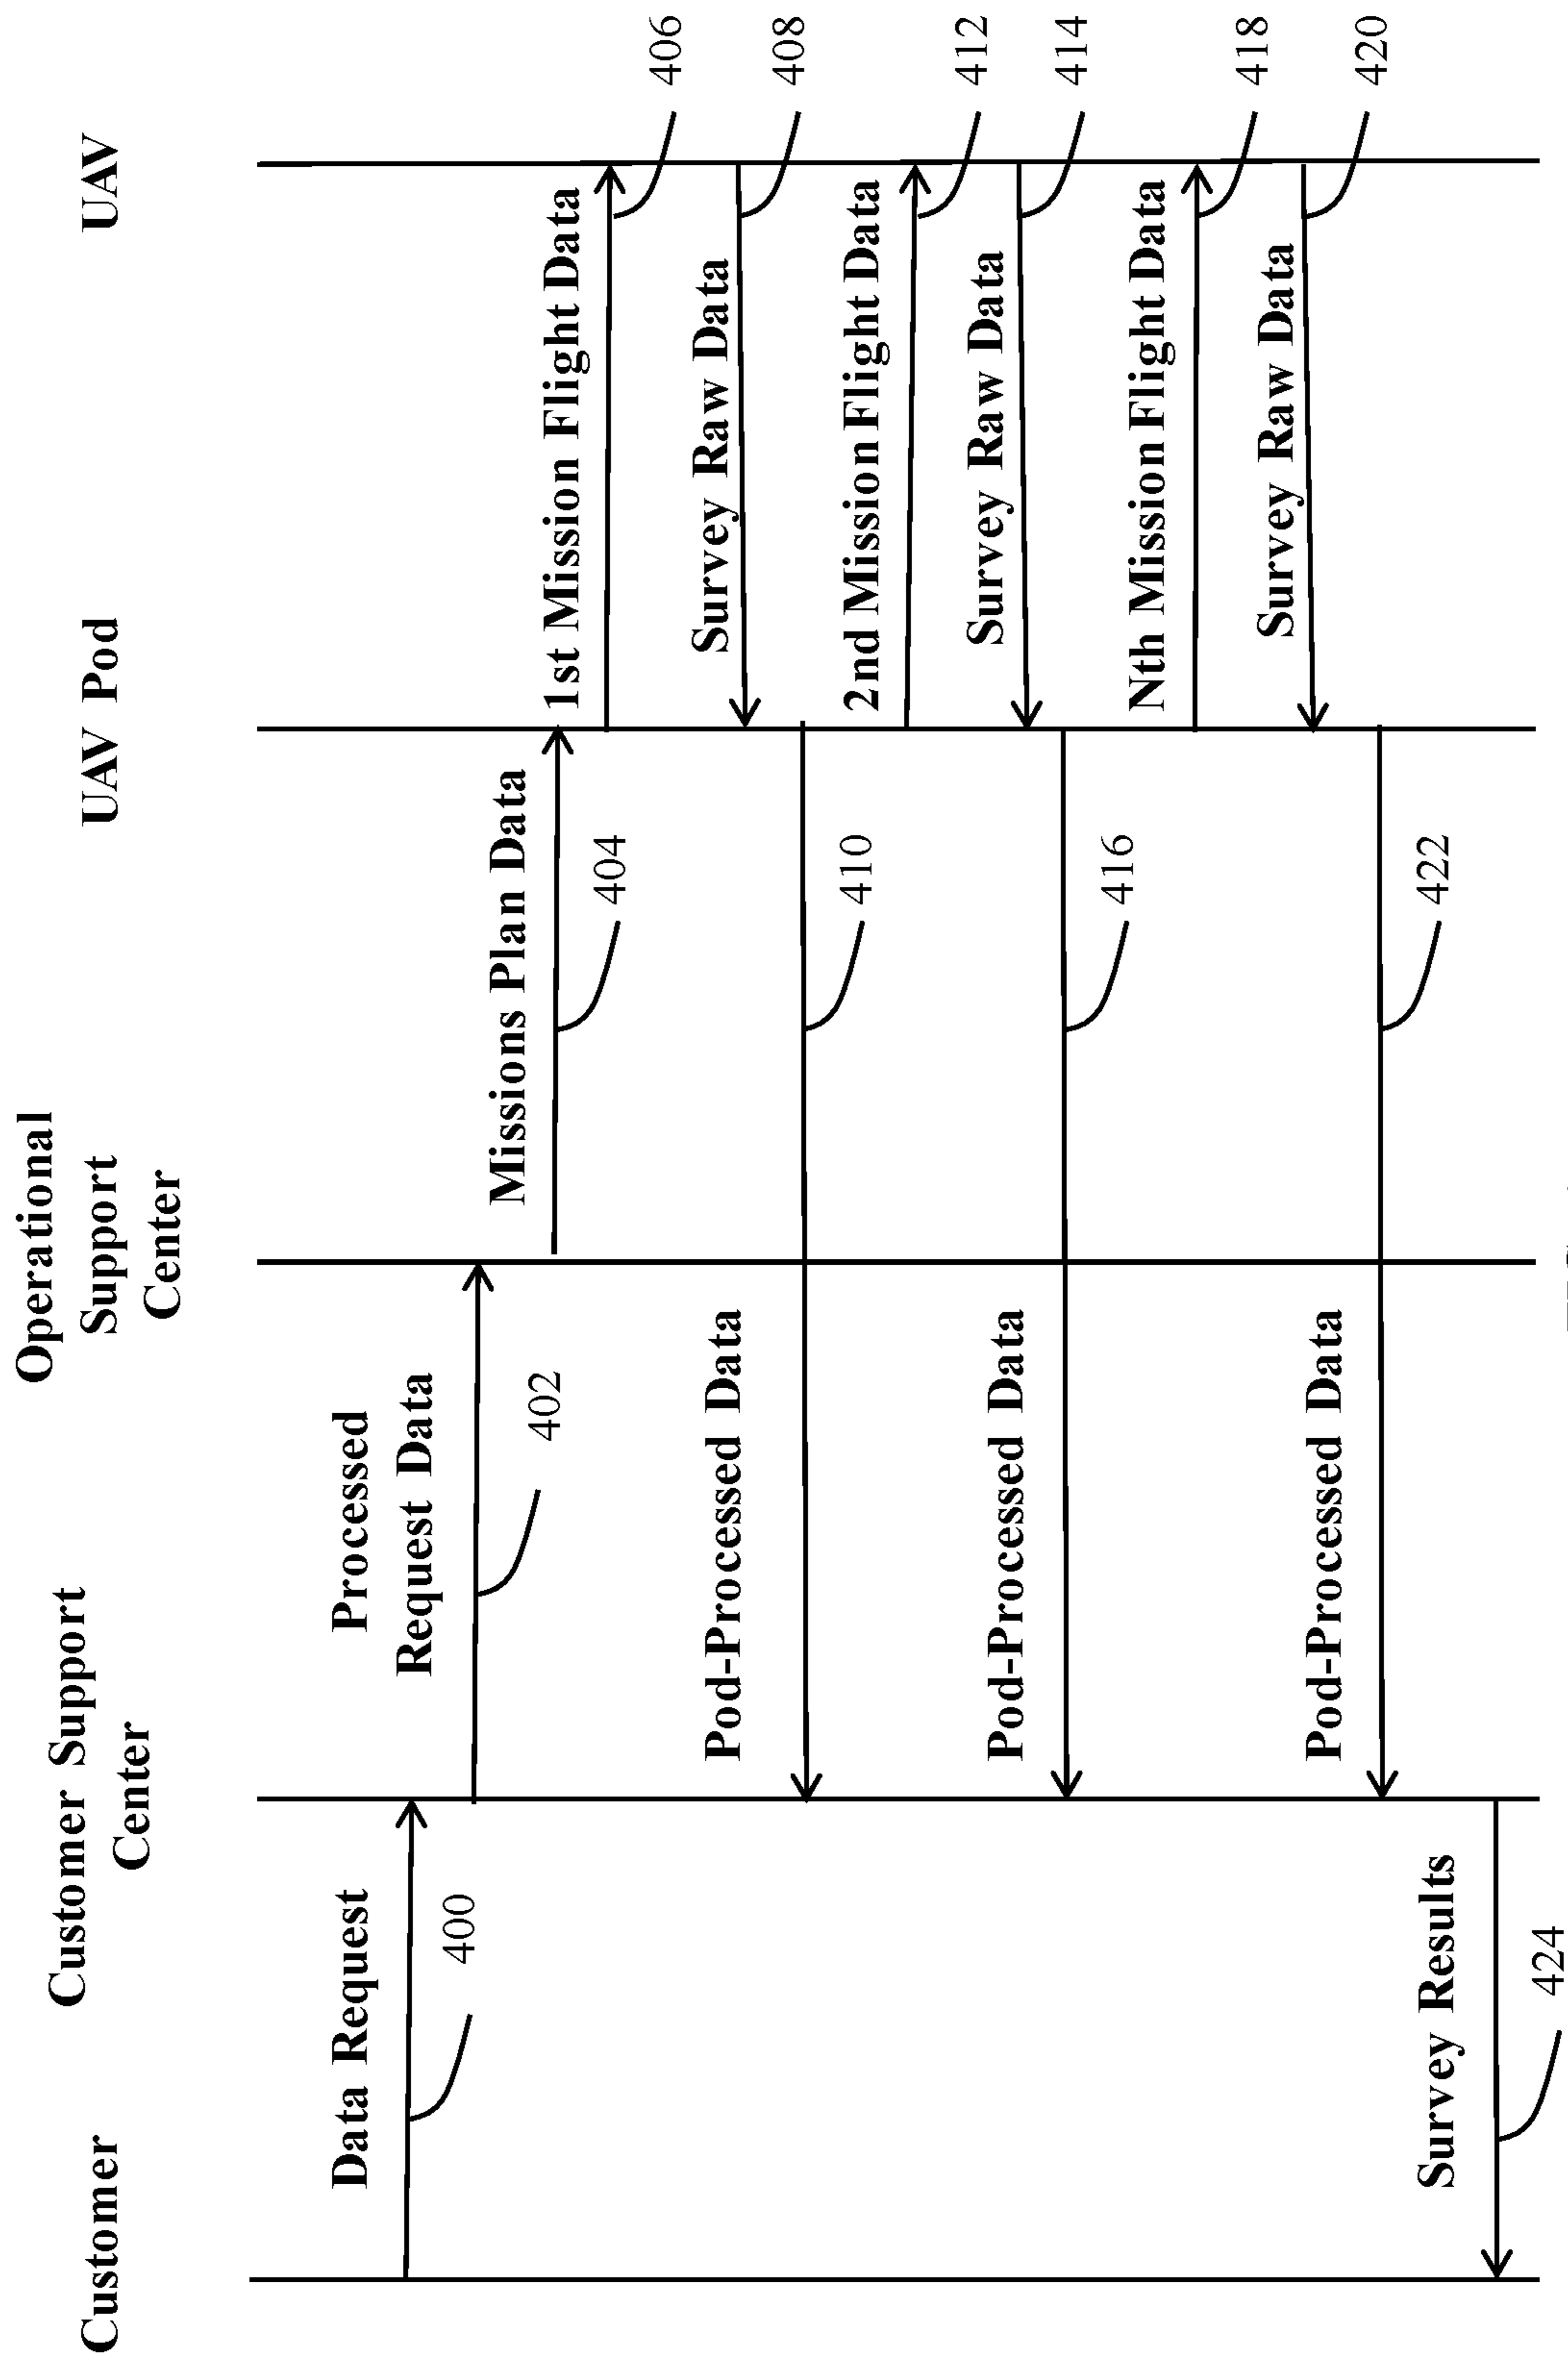 Customer
Customer Support
Center
Operational
Support
Center
UAV Pod
UAV
Data Request
400
Processed
Request Data
402
Missions Plan Data
404
1st Mission Flight Data
406
Survey Raw Data
408
Pod-Processed Data
410
2nd Mission Flight Data
412
Survey Raw Data
414
Pod-Processed Data
416
Nth Mission Flight Data
418
Survey Raw Data
420
Pod-Processed Data
422
Survey Results
424